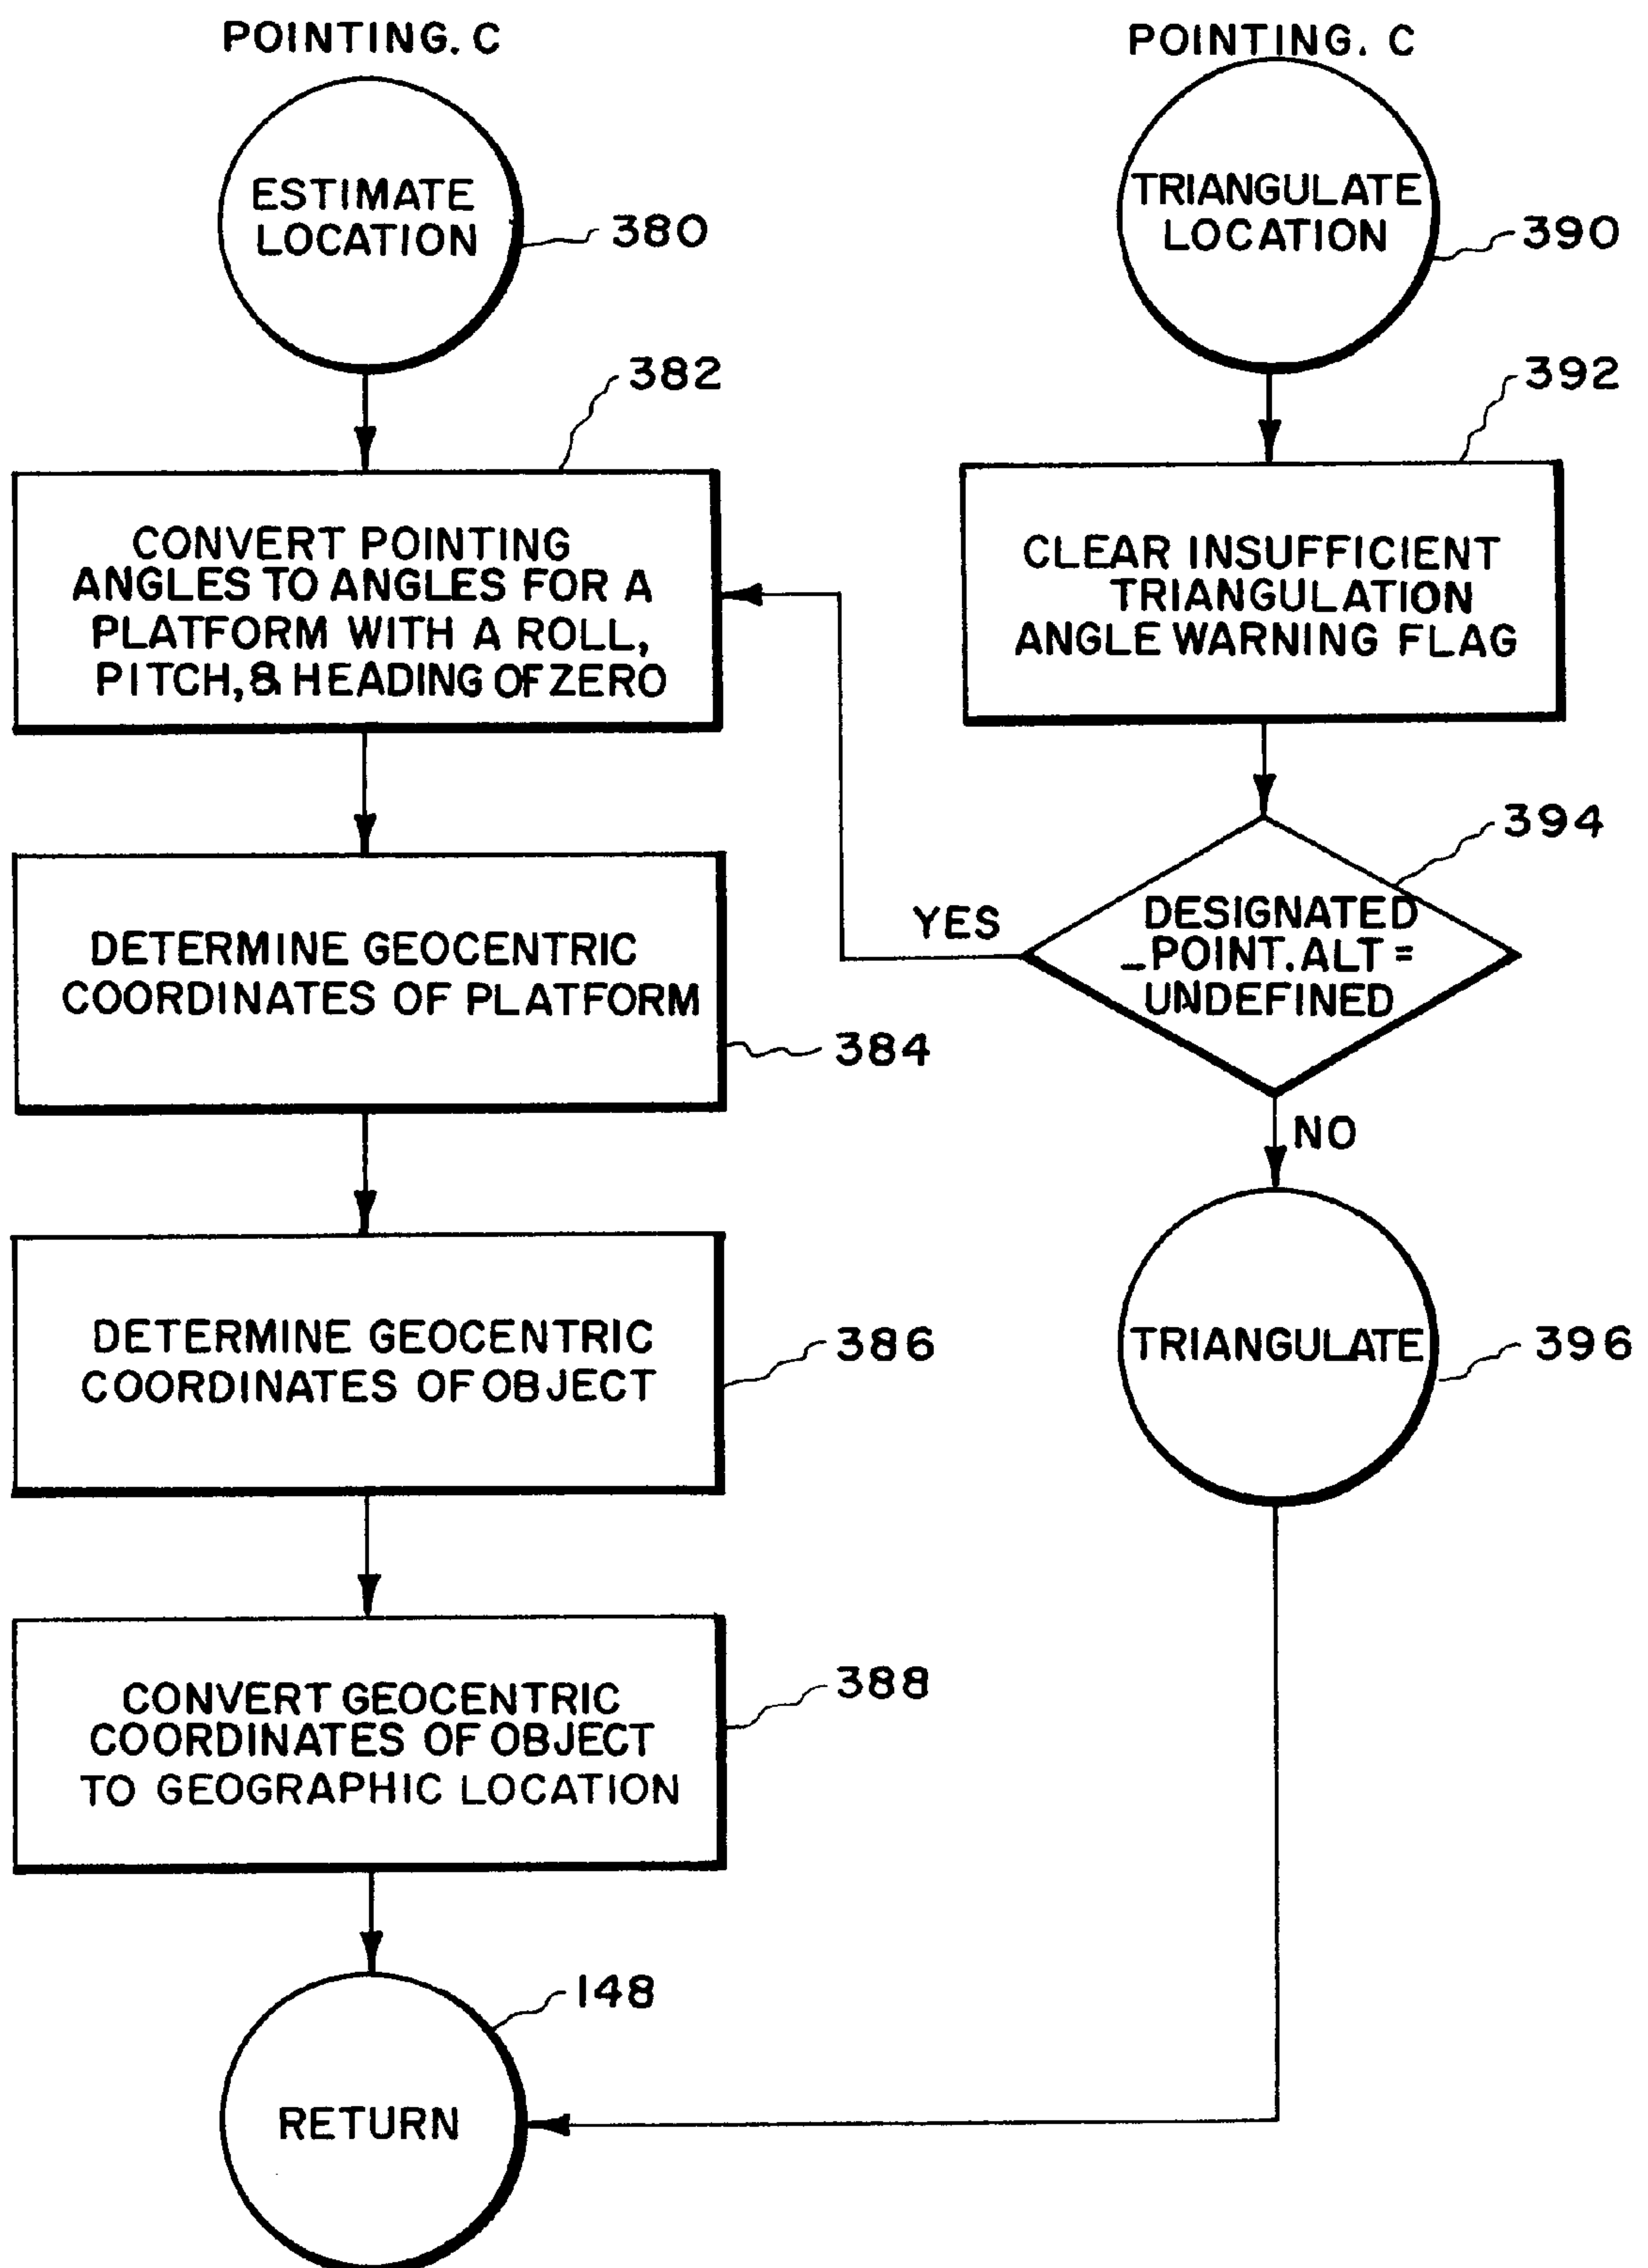 POINTING. C
ESTIMATE
LOCATION
380
382
CONVERT POINTING
ANGLES TO ANGLES FOR A
PLATFORM WITH A ROLL,
PITCH, & HEADING OF ZERO
DETERMINE GEOCENTRIC
COORDINATES OF PLATFORM
384
DETERMINE GEOCENTRIC
COORDINATES OF OBJECT
386
CONVERT GEOCENTRIC
COORDINATES OF OBJECT
TO GEOGRAPHIC LOCATION
388
148
RETURN
POINTING. C
TRIANGULATE
LOCATION
390
392
CLEAR INSUFFICIENT
TRIANGULATION
ANGLE WARNING FLAG
394
DESIGNATED
_POINT.ALT =
UNDEFINED
YES
NO
TRIANGULATE
396